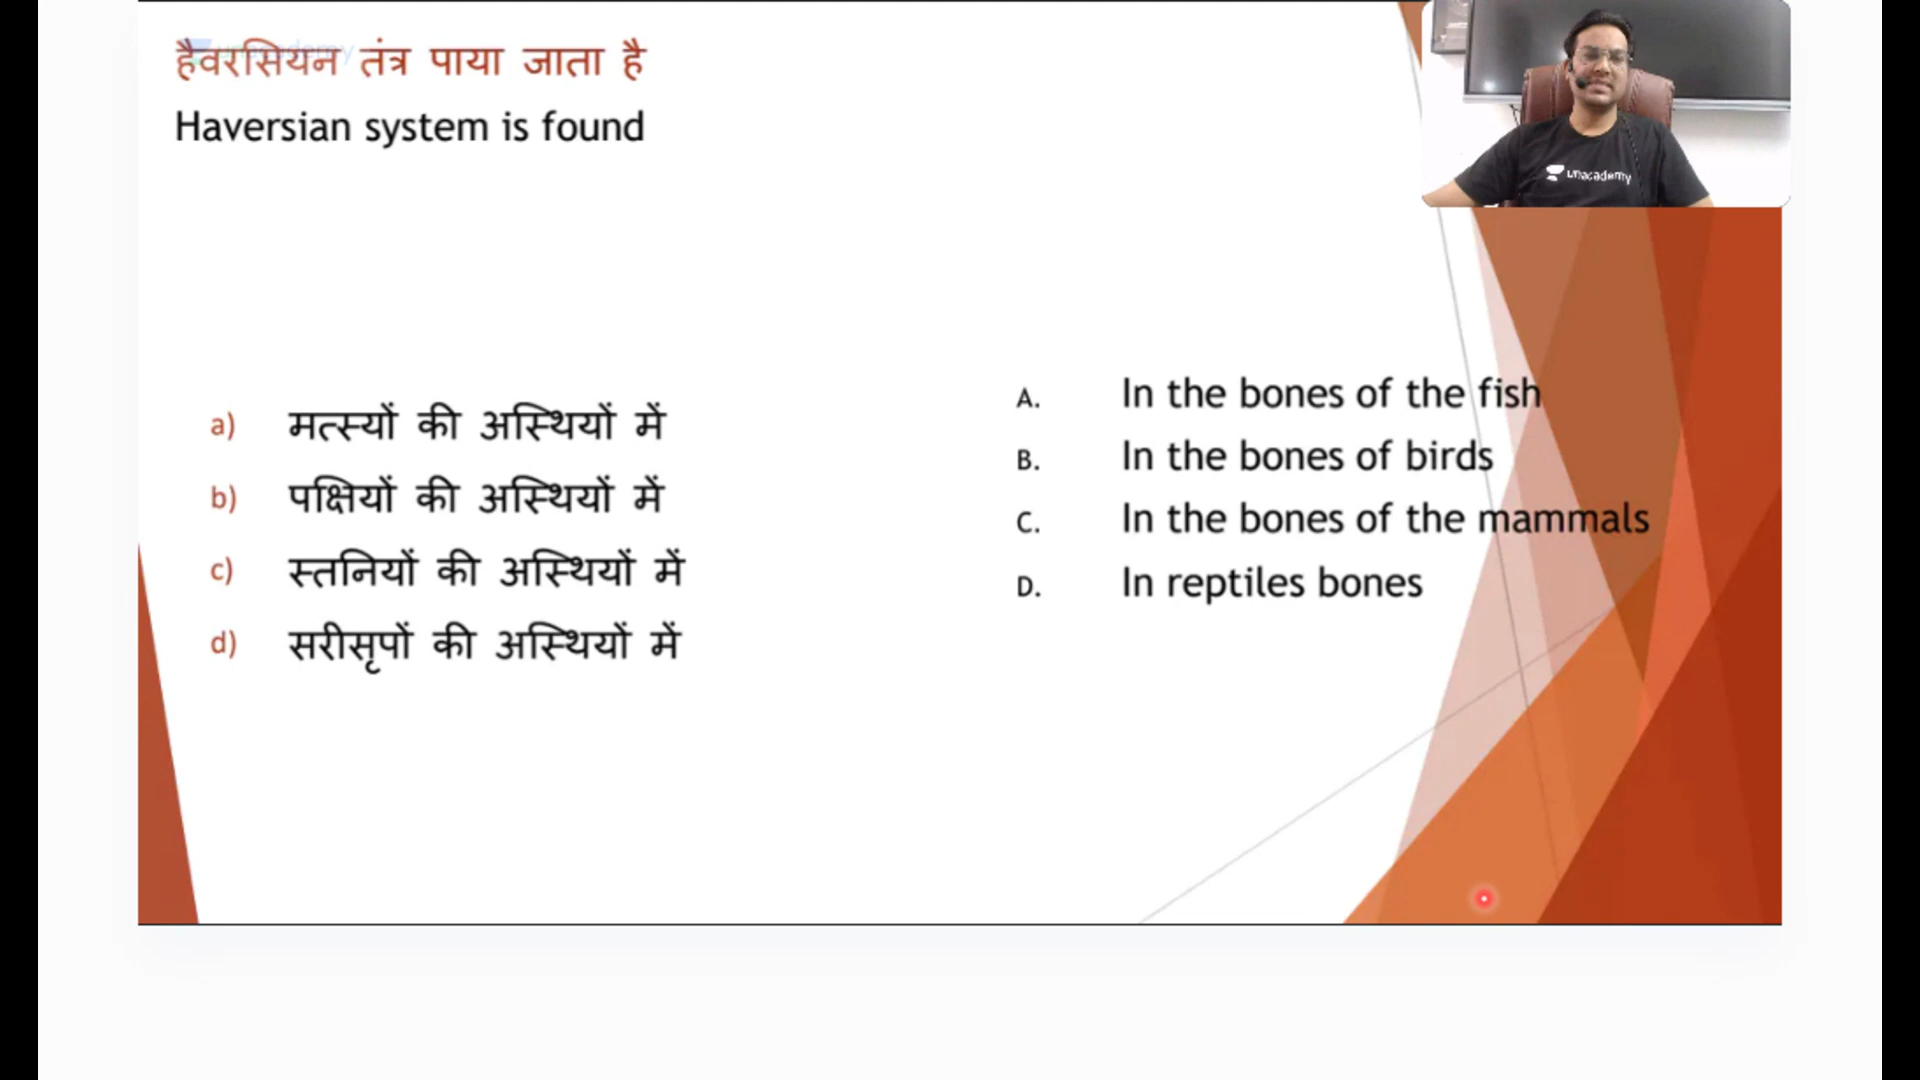 हैवरसियन तंत्र पाया जाता है
Haversian system is found
unacademy
a) मत्स्यों की अस्थियों में
b) पक्षियों की अस्थियों में
c) स्तनियों की अस्थियों में
d) सरीसृपों की अस्थियों में
A. In the bones of the fish
B. In the bones of birds
C. In the bones of the mammals
D. In reptiles bones